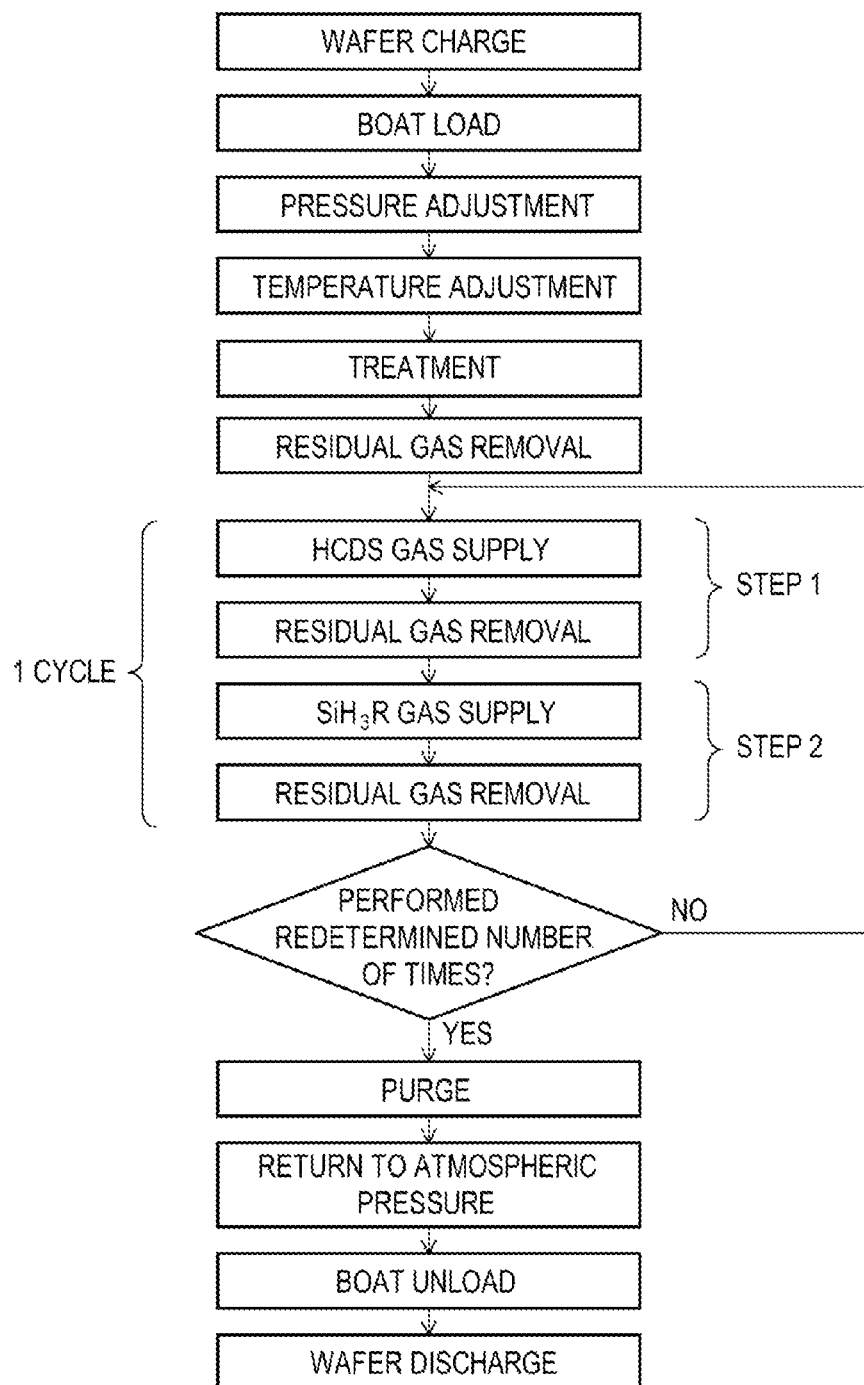 WAFER CHARGE
BOAT LOAD
PRESSURE ADJUSTMENT
TEMPERATURE ADJUSTMENT
TREATMENT
RESIDUAL GAS REMOVAL
HCDS GAS SUPPLY
STEP 1
RESIDUAL GAS REMOVAL
1 CYCLE
SiH₃R GAS SUPPLY
STEP 2
RESIDUAL GAS REMOVAL
PERFORMED
REDETERMINED NUMBER
OF TIMES?
NO
YES
PURGE
RETURN TO ATMOSPHERIC
PRESSURE
BOAT UNLOAD
WAFER DISCHARGE